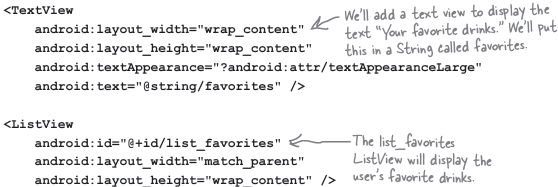 <TextView
android:layout_width="wrap_content"
android:layout_height="wrap_content"
android:textAppearance="?android:attr/textAppearanceLarge"
android:text="@string/favorites" />
We'll add a text view to display the
text "Your favorite drinks." We'll put
this in a String called favorites.
<ListView
android:id="@+id/list_favorites"
android:layout_width="match_parent"
android:layout_height="wrap_content" />
The list_favorites
ListView will display the
user's favorite drinks.